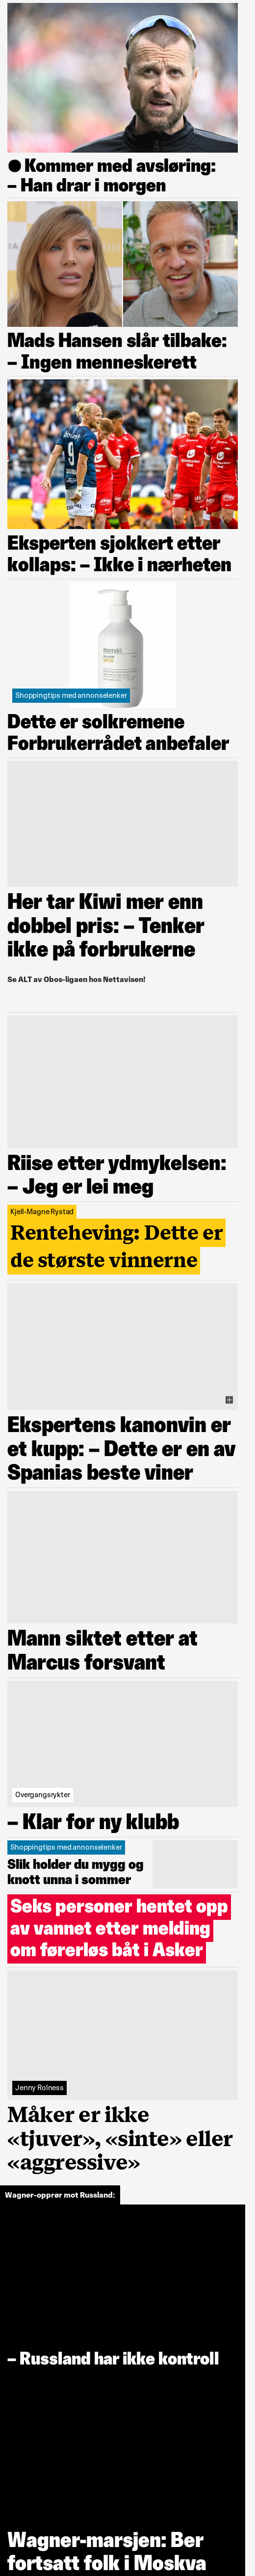 Kommer med avsløring:
– Han drar i morgen
Mads Hansen slår tilbake:
– Ingen menneskerett
9
Eksperten sjokkert etter
kollaps: – Ikke i nærheten
meraki
Shoppingtips med annonselenker
Dette er solkremene
Forbrukerrådet anbefaler
Her tar Kiwi mer enn
dobbel pris: – Tenker
ikke på forbrukerne
Se ALT av Obos-ligaen hos Nettavisen!
Riise etter ydmykelsen:
– Jeg er lei meg
Kjell-Magne Rystad
Renteheving: Dette er
de største vinnerne
Ekspertens kanonvin er
et kupp: – Dette er en av
Spanias beste viner
Mann siktet etter at
Marcus forsvant
Overgangsrykter
– Klar for ny klubb
Shoppingtips med annonselenker
Slik holder du mygg og
knott unna i sommer
Seks personer hentet opp
av vannet etter melding
om førerløs båt i Asker
Jenny Rolness
Måker er ikke
«tjuver», «sinte» eller
«aggressive»
Wagner-opprør mot Russland:
– Russland har ikke kontroll
Wagner-marsjen: Ber
fortsatt folk i Moskva